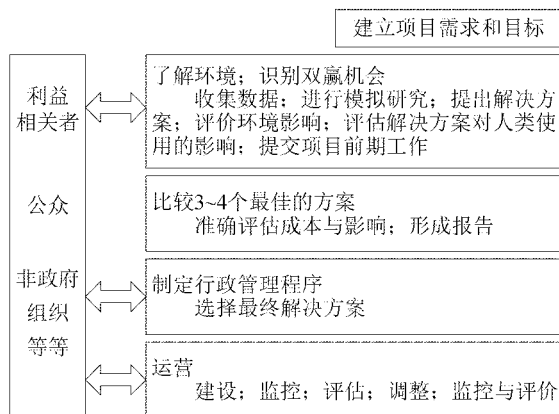 建立项目需求和目标
利益
相关者
公众
非政府
组织
等等
了解环境；识别双赢机会
收集数据；进行模拟研究；提出解决方
案；评价环境影响；评估解决方案对人类使
用的影响；提交项目前期工作
比较3~4个最佳的方案
准确评估成本与影响；形成报告
制定行政管理程序
选择最终解决方案
运营
建设；监控；评估；调整；监控与评价